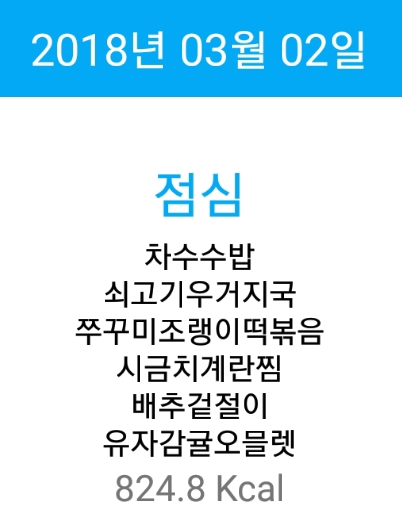 2018년 03월 02일
점심
차수수밥
쇠고기우거지국
쭈꾸미조랭이떡볶음
시금치계란찜
배추겉절이
유자감귤오믈렛
824.8 Kcal